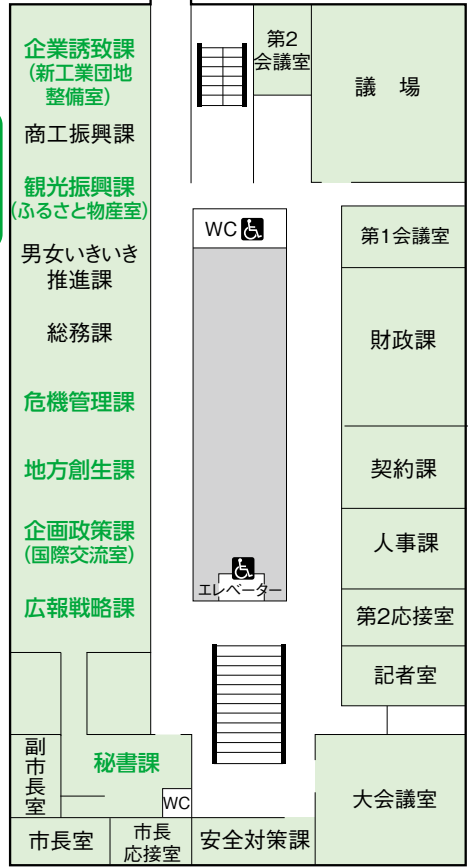 企業誘致課
(新工業団地
整備室)
商工振興課
観光振興課
(ふるさと物産室)
男女いきいき
推進課
総務課
危機管理課
地方創生課
企画政策課
(国際交流室)
広報戦略課
副市長室
秘書課
WC
市長室
市長
応接室
安全対策課
第2
会議室
議 場
WC
エレベーター
第1会議室
財政課
契約課
人事課
第2応接室
記者室
大会議室